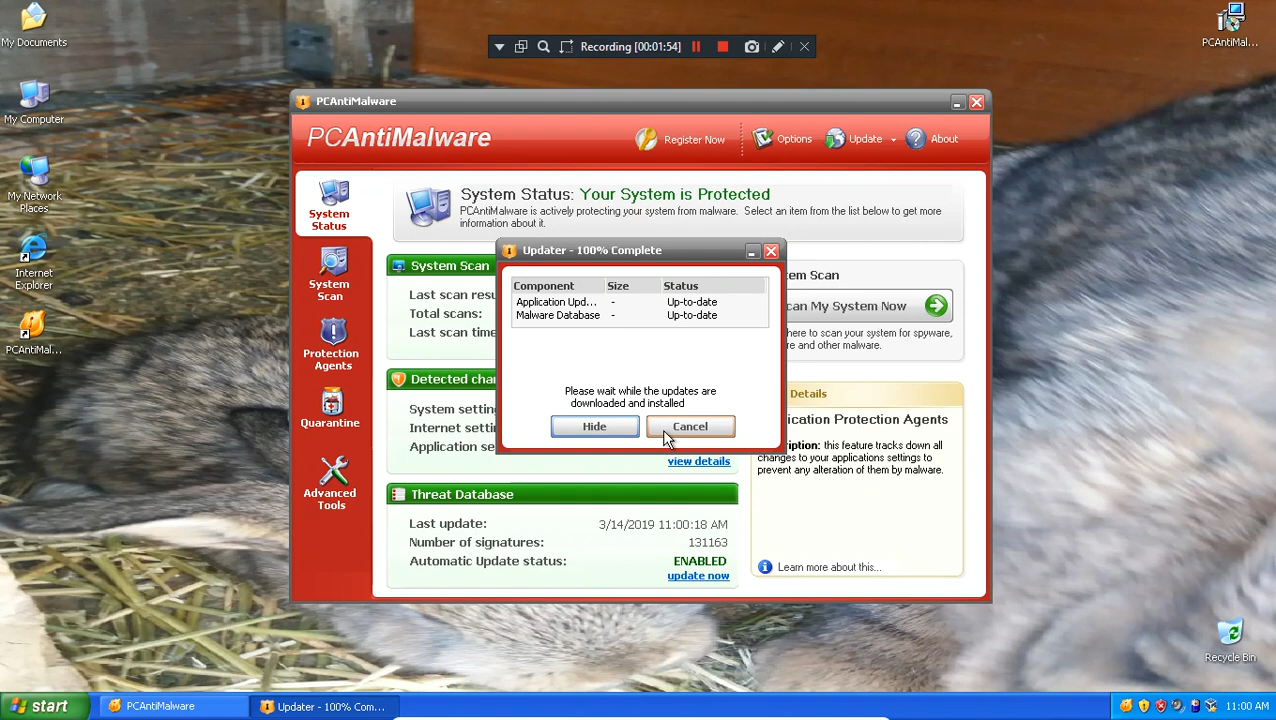 My Documents
My Computer
My Network
Places
Internet
Explorer
PCAntiMal...
PCAntiMal...
Recycle Bin
Recording [00:01:54]
PCAntiMalware
PCAntiMalware
Register Now
Options
Update
About
System
Status
System
Scan
Protection
Agents
Quarantine
Advanced
Tools
System Status: Your System is Protected
PCAntiMalware is actively protecting your system from malware. Select an item from the list below to get more
information about it.
System Scan
Last scan resu
Total scans:
Last scan time
Detected chan
System setting
Internet setting
Application se
view details
Threat Database
Last update: 3/14/2019 11:00:18 AM
Number of signatures: 131163
Automatic Update status: ENABLED
update now
Updater - 100% Complete
Component Size Status
Application Upd... - Up-to-date
Malware Database - Up-to-date
Please wait while the updates are
downloaded and installed
Hide
Cancel
tem Scan
can My System Now
here to scan your system for spyware,
re and other malware.
Details
ication Protection Agents
ription: this feature tracks down all
changes to your applications settings to
prevent any alteration of them by malware.
Learn more about this...
start
PCAntiMalware
Updater - 100% Com...
11:00 AM